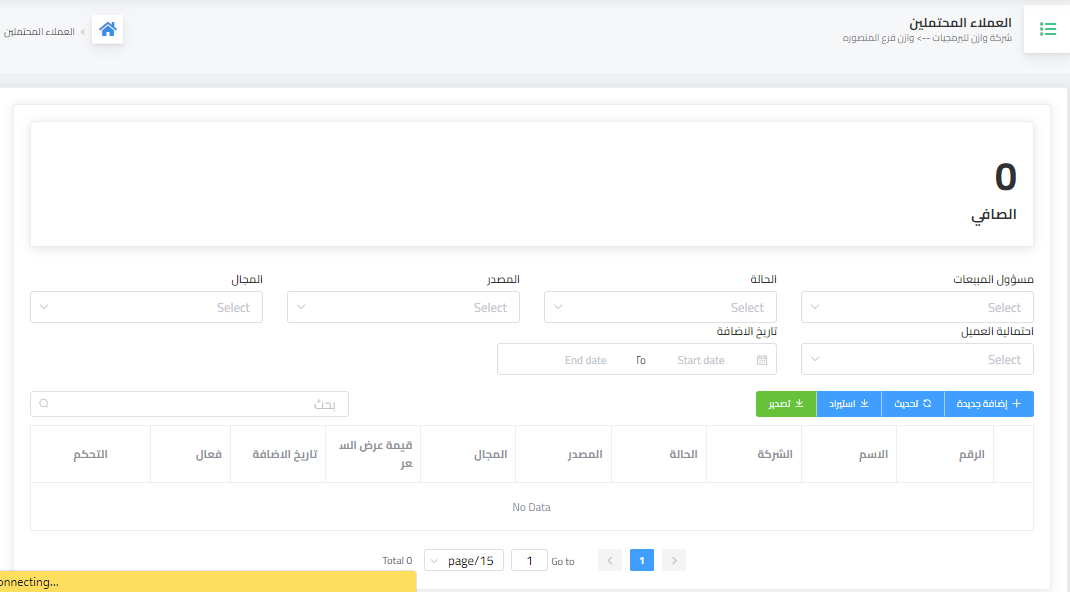 العملاء المحتملين
شركة وازن للبرمجيات --> وازن فرع المنصوره
العملاء المحتملين
0
الصافي
مسؤول المبيعات
Select
الحالة
Select
المصدر
Select
المجال
Select
احتمالية العميل
Select
تاريخ الاضافة
Start date To End date
إضافة جديدة
تحديث
استيراد
تصدير
بحث
الرقم
الاسم
الشركة
الحالة
المصدر
المجال
قيمة عرض الس
عر
تاريخ الاضافة
فعال
التحكم
No Data
Total 0
15/page
Go to 1
1
onnecting...